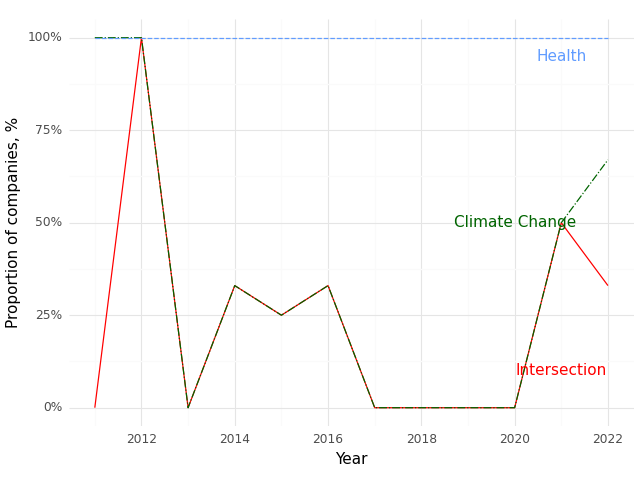 100%
Health
75%
Climate Change
50%
25%
Intersection
0%
Proportion of companies, %
2012 2014 2016 2018 2020 2022
Year